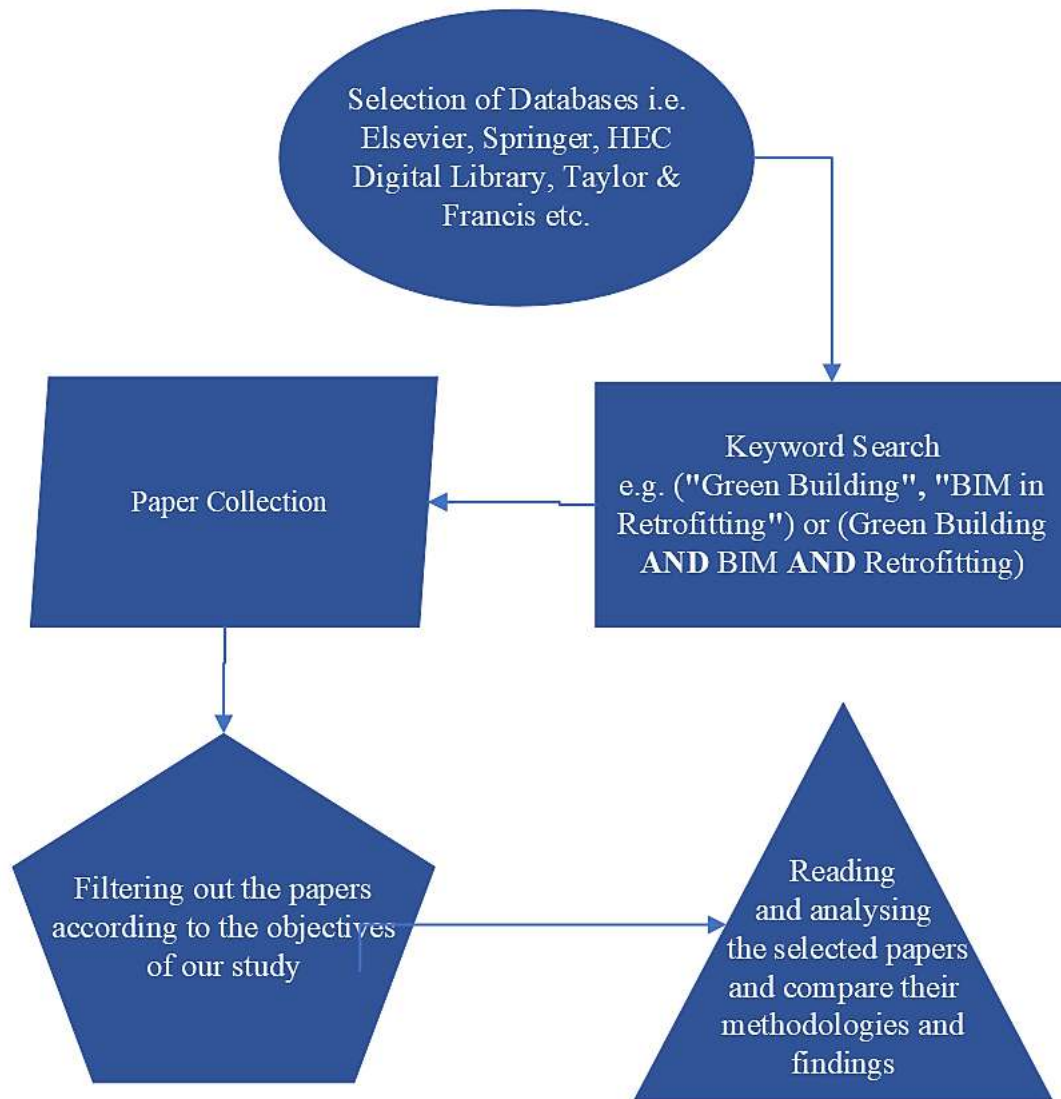 Selection of Databases i.e.
Elsevier, Springer, HEC
Digital Library, Taylor &
Francis etc.
Keyword Search
e.g. ("Green Building", "BIM in
Retrofitting") or (Green Building
AND BIM AND Retrofitting)
Paper Collection
Filtering out the papers
according to the objectives
of our study
Reading
and analysing
the selected papers
and compare their
methodologies and
findings